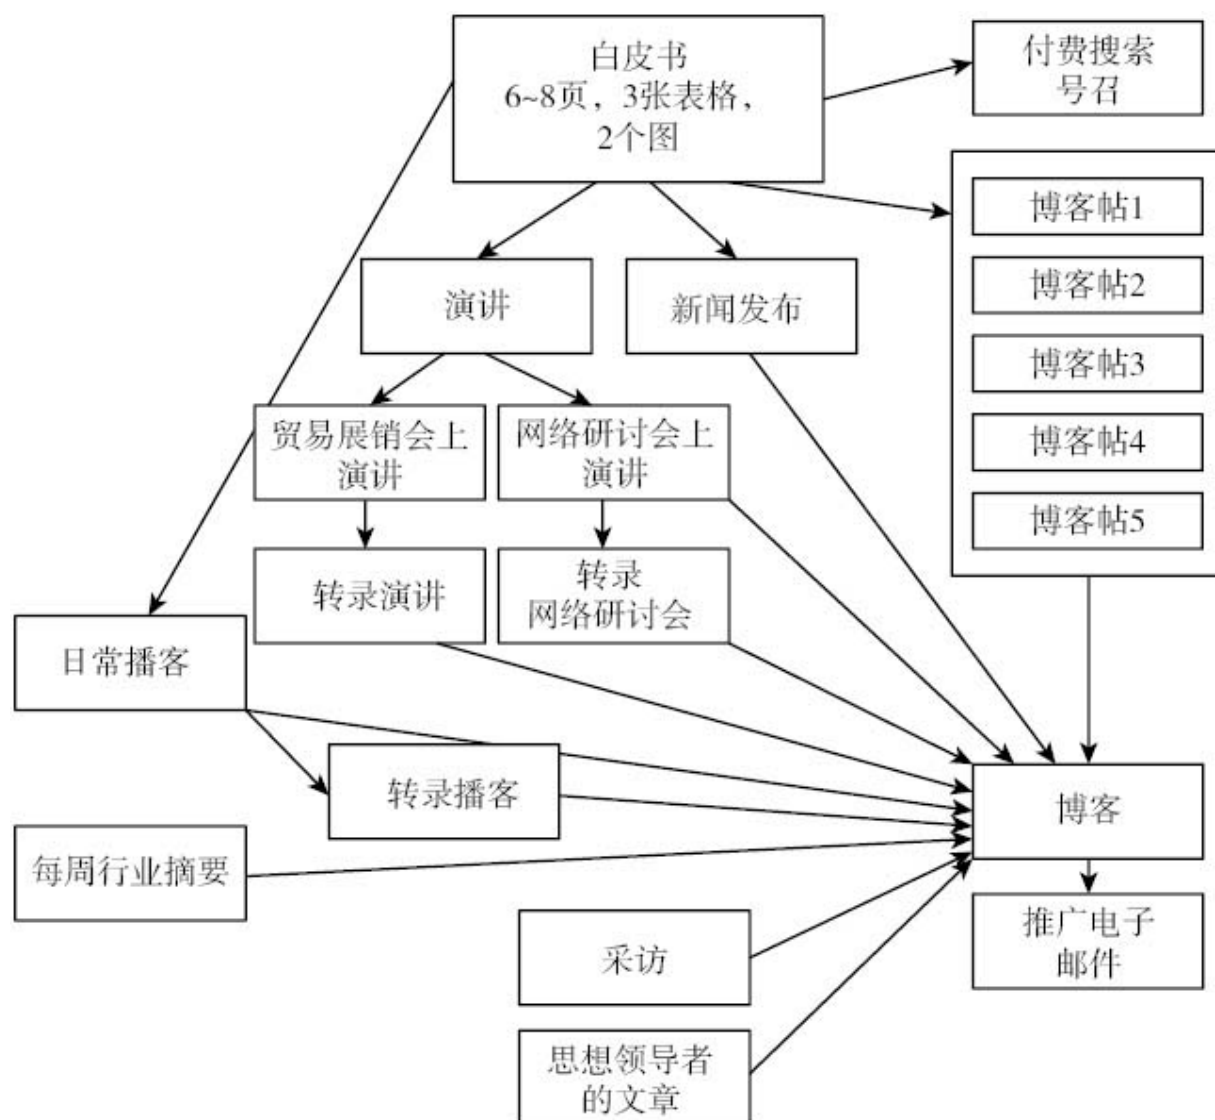 白皮书
6~8页，3张表格，
2个图
付费搜索
号召
博客帖1
博客帖2
博客帖3
博客帖4
博客帖5
演讲
新闻发布
贸易展销会上
演讲
网络研讨会上
演讲
转录演讲
转录
网络研讨会
日常播客
转录播客
博客
每周行业摘要
采访
推广电子
邮件
思想领导者
的文章